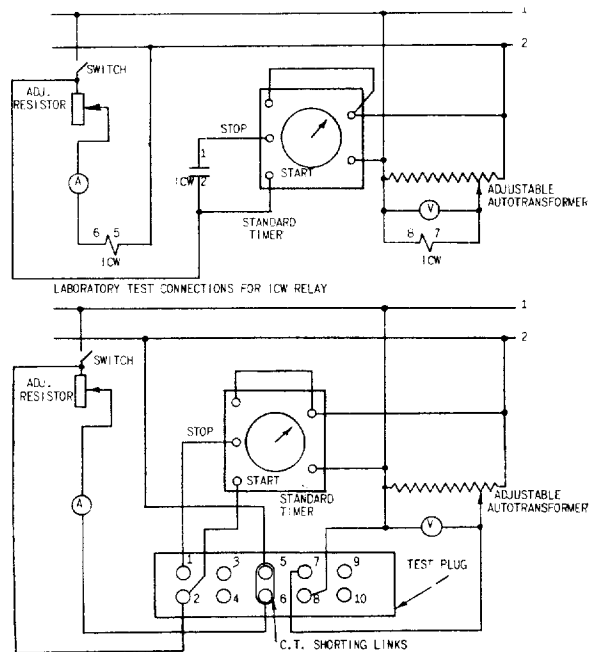 1
2
SWITCH
ADJ.
RESISTOR
STOP
1
ICW
2
START
A
STANDARD
TIMER
ADJUSTABLE
AUTOTRANSFORMER
V
6 5
ICW
8 7
ICW
LABORATORY TEST CONNECTIONS FOR ICW RELAY
1
2
SWITCH
ADJ.
RESISTOR
STOP
START
STANDARD
TIMER
ADJUSTABLE
AUTOTRANSFORMER
A
V
1 3 5 7 9
2 4 6 8 10
TEST PLUG
C.T. SHORTING LINKS